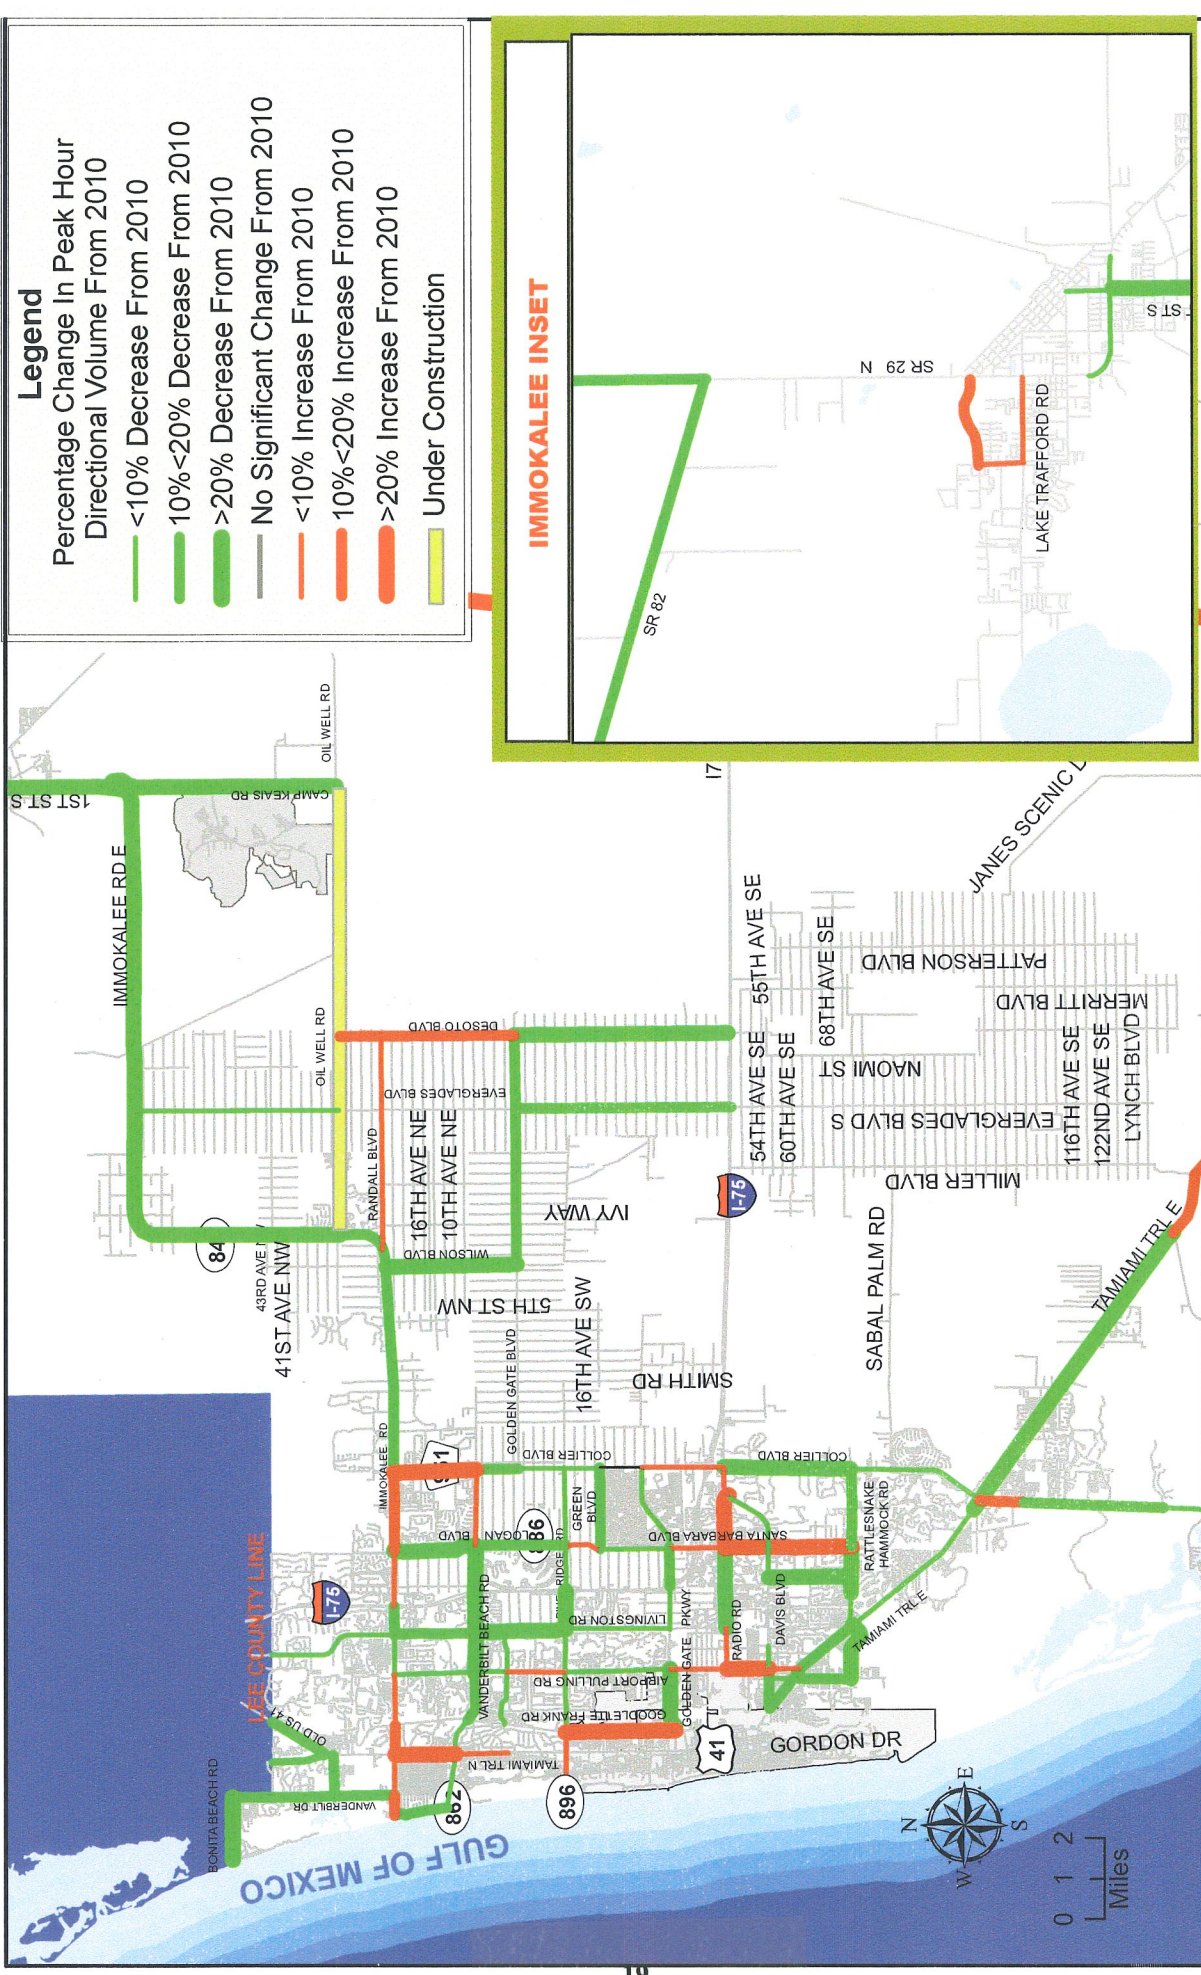 Legend
Percentage Change In Peak Hour
Directional Volume From 2010
<10% Decrease From 2010
10%<20% Decrease From 2010
>20% Decrease From 2010
No Significant Change From 2010
<10% Increase From 2010
10%<20% Increase From 2010
>20% Increase From 2010
Under Construction
IMMOKALEE INSET
SR 82
SR 29 N
LAKE TRAFFORD RD
ST S
1ST ST S
IMMOKALEE RD E
CAMP KEAIS RD
OIL WELL RD
OIL WELL RD
DESOTO BLVD
EVERGLADES BLVD
RANDALL BLVD
16TH AVE NE
10TH AVE NE
WILSON BLVD
84
43RD AVE N
41ST AVE NW
5TH ST NW
GOLDEN GATE BLVD
16TH AVE SW
IVY WAY
SMITH RD
I-75
I7
55TH AVE SE
54TH AVE SE
60TH AVE SE
68TH AVE SE
PATTERSON BLVD
MERRITT BLVD
NAOMI ST
EVERGLADES BLVD S
116TH AVE SE
122ND AVE SE
LYNCH BLVD
MILLER BLVD
JANES SCENIC D
SABAL PALM RD
TAMIAMI TRL E
LEE COUNTY LINE
I-75
IMMOKALEE RD
COLLIER BLVD
COLLIER BLVD
LOGAN BLVD
GREEN
BLVD
SANTA BARBARA BLVD
RATTLESNAKE
HAMMOCK RD
VANDERBILT BEACH RD
RIDGE RD
LIVINGSTON RD
AIRPORT PULLING RD
GOODLETTE FRANK RD
GOLDEN GATE PKWY
RADIO RD
DAVIS BLVD
TAMIAMI TRL E
TAMIAMI TRL N
OLD US 41
VANDERBILT DR
BONITA BEACH RD
862
896
41
GORDON DR
GULF OF MEXICO
N
W E
S
0 1 2
Miles
19